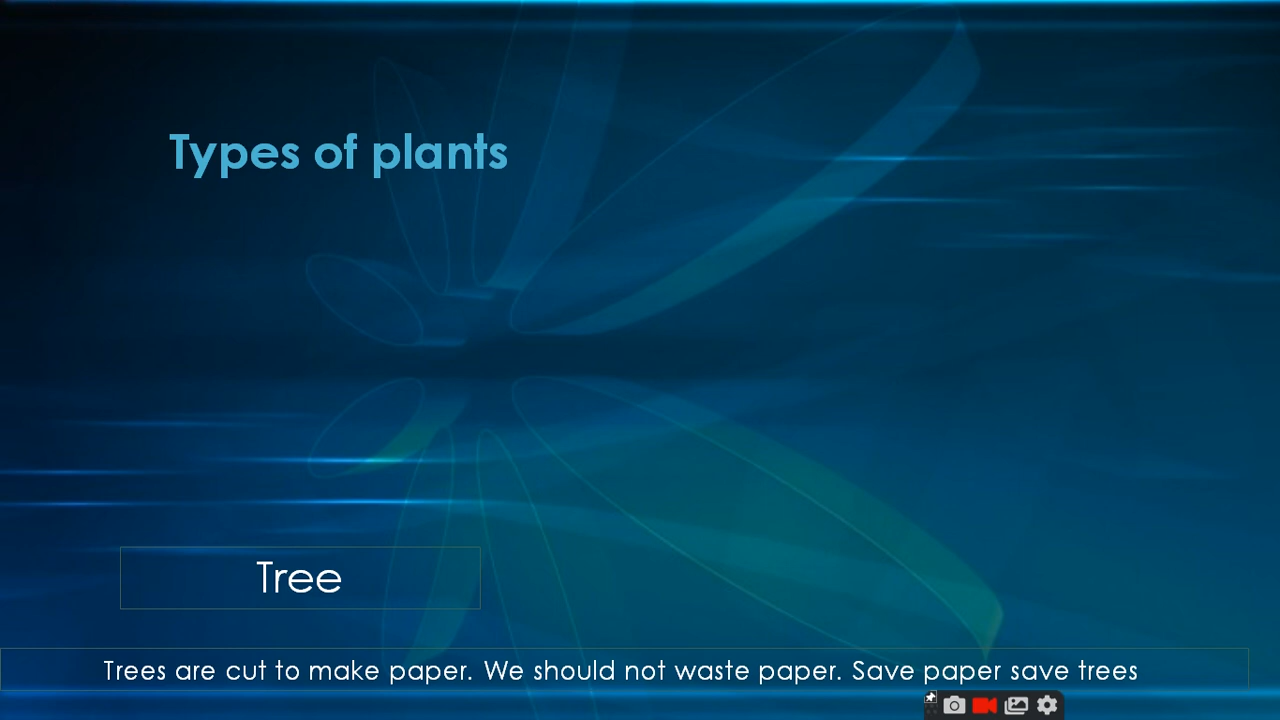 Types of plants
Tree
Trees are cut to make paper. We should not waste paper. Save paper save trees